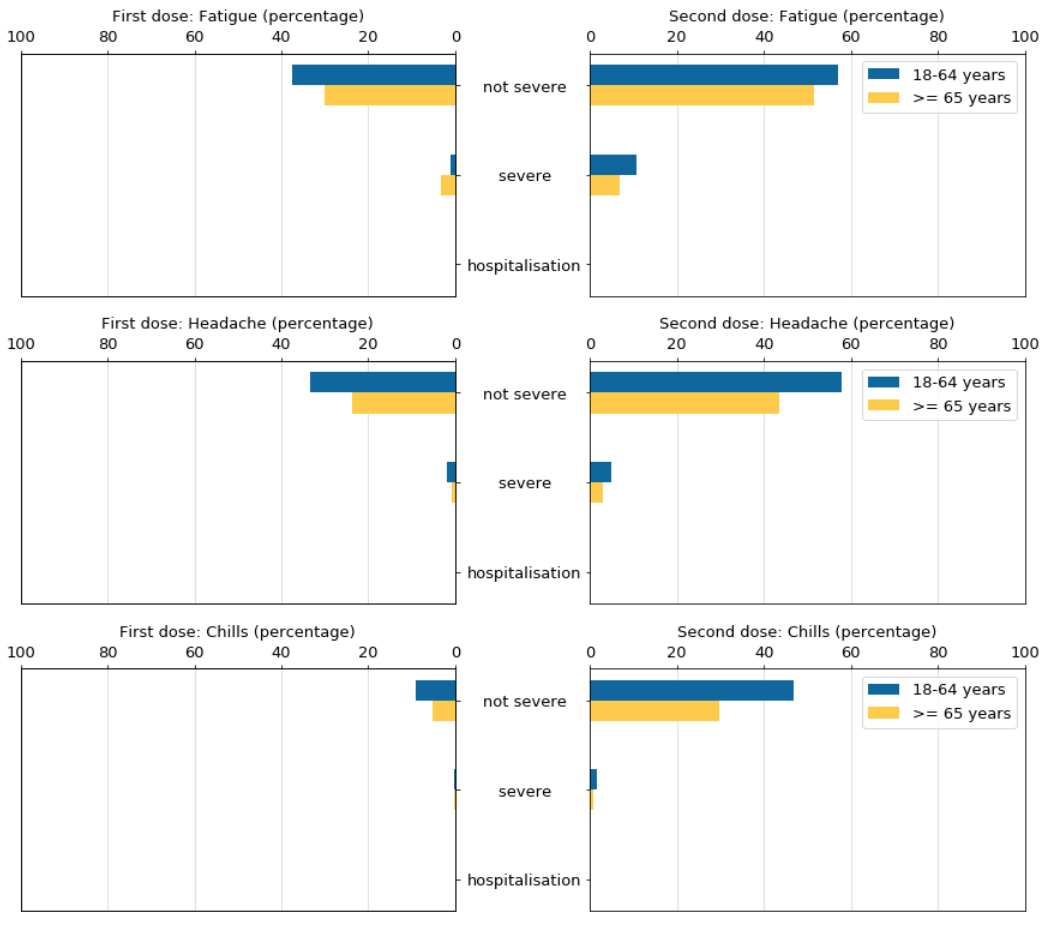 First dose: Fatigue (percentage)
Second dose: Fatigue (percentage)
100 80 60 40 20 0
0 20 40 60 80 100
not severe
severe
hospitalisation
18-64 years
>= 65 years
First dose: Headache (percentage)
Second dose: Headache (percentage)
100 80 60 40 20 0
0 20 40 60 80 100
not severe
severe
hospitalisation
18-64 years
>= 65 years
First dose: Chills (percentage)
Second dose: Chills (percentage)
100 80 60 40 20 0
0 20 40 60 80 100
not severe
severe
hospitalisation
18-64 years
>= 65 years